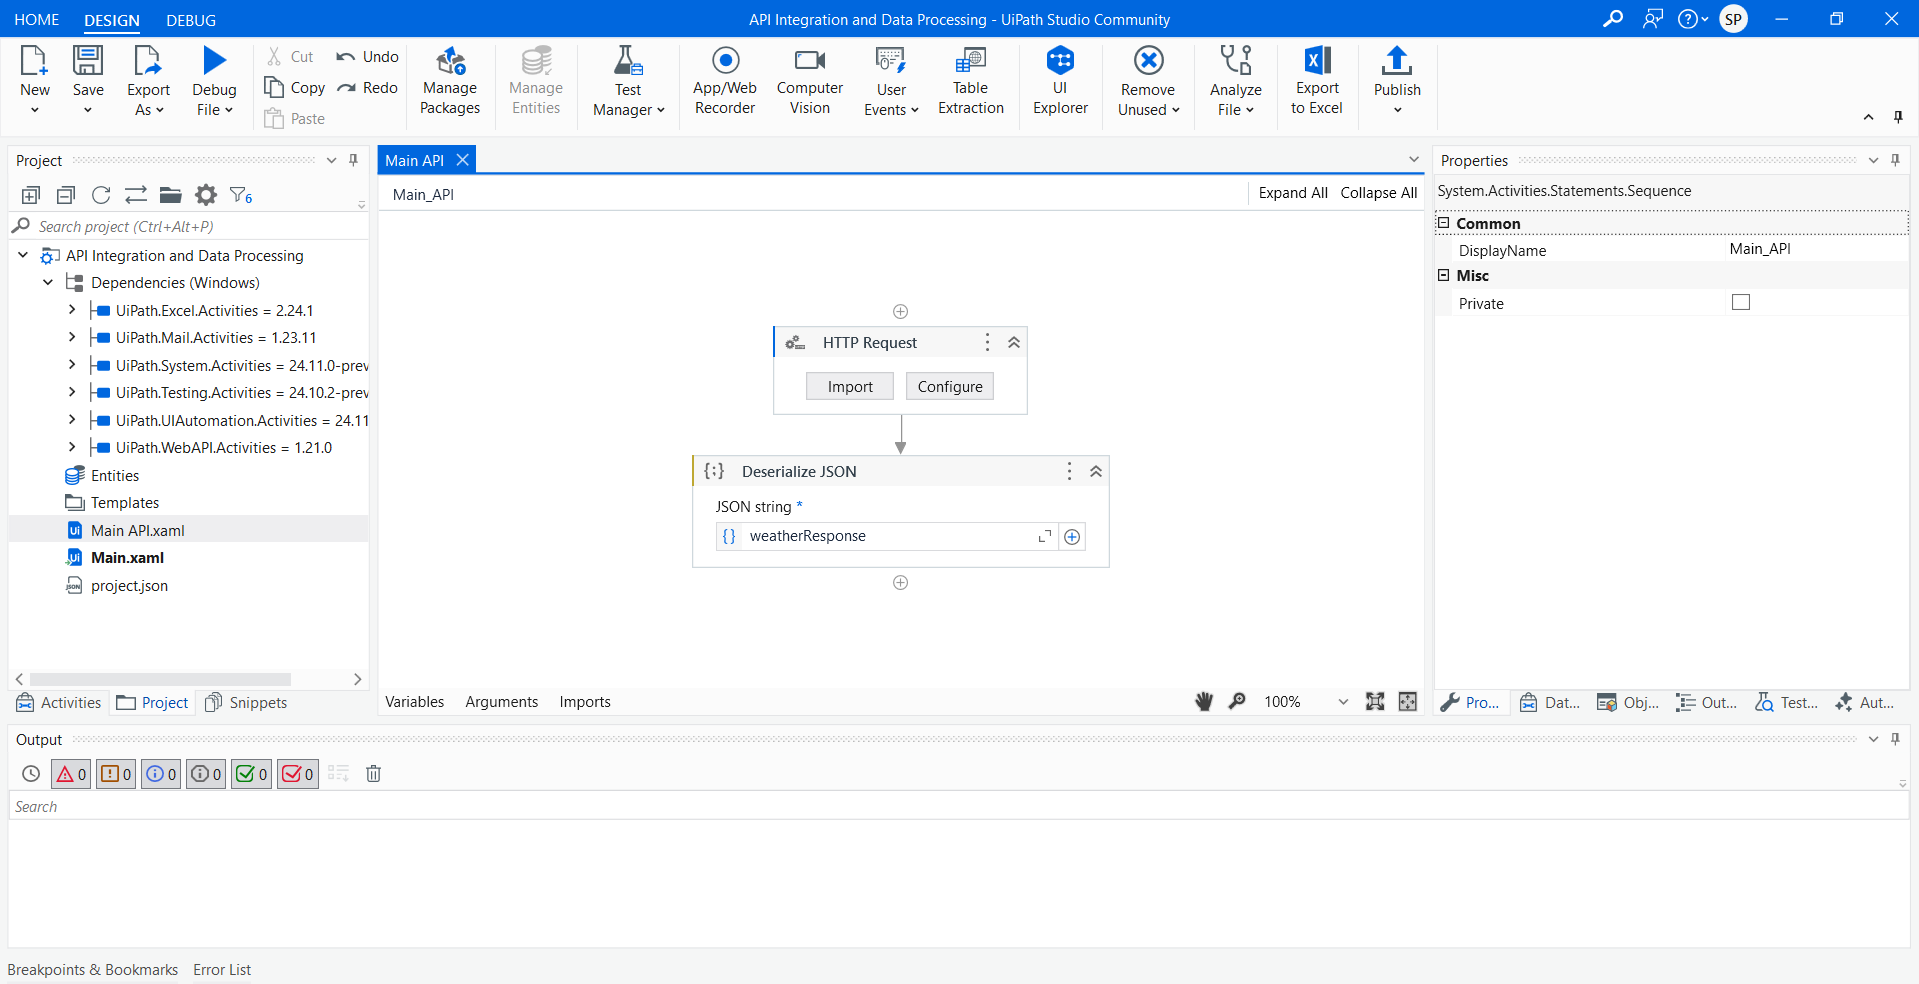 HOME DESIGN DEBUG API Integration and Data Processing - UiPath Studio Community SP
New Save Export As Debug File Cut Copy Paste Undo Redo Manage Packages Manage Entities Test Manager App/Web Recorder Computer Vision User Events Table Extraction UI Explorer Remove Unused Analyze File Export to Excel Publish
Project
6
Search project (Ctrl+Alt+P)
API Integration and Data Processing
Dependencies (Windows)
UiPath.Excel.Activities = 2.24.1
UiPath.Mail.Activities = 1.23.11
UiPath.System.Activities = 24.11.0-prev
UiPath.Testing.Activities = 24.10.2-prev
UiPath.UIAutomation.Activities = 24.11
UiPath.WebAPI.Activities = 1.21.0
Entities
Templates
Main API.xaml
Main.xaml
project.json
Activities Project Snippets
Main API
Main_API Expand All Collapse All
HTTP Request
Import Configure
Deserialize JSON
JSON string *
weatherResponse
Variables Arguments Imports 100%
Properties
System.Activities.Statements.Sequence
Common
DisplayName Main_API
Misc
Private
Pro... Dat... Obj... Out... Test... Aut...
Output
0 0 0 0 0 0
Search
Breakpoints & Bookmarks Error List